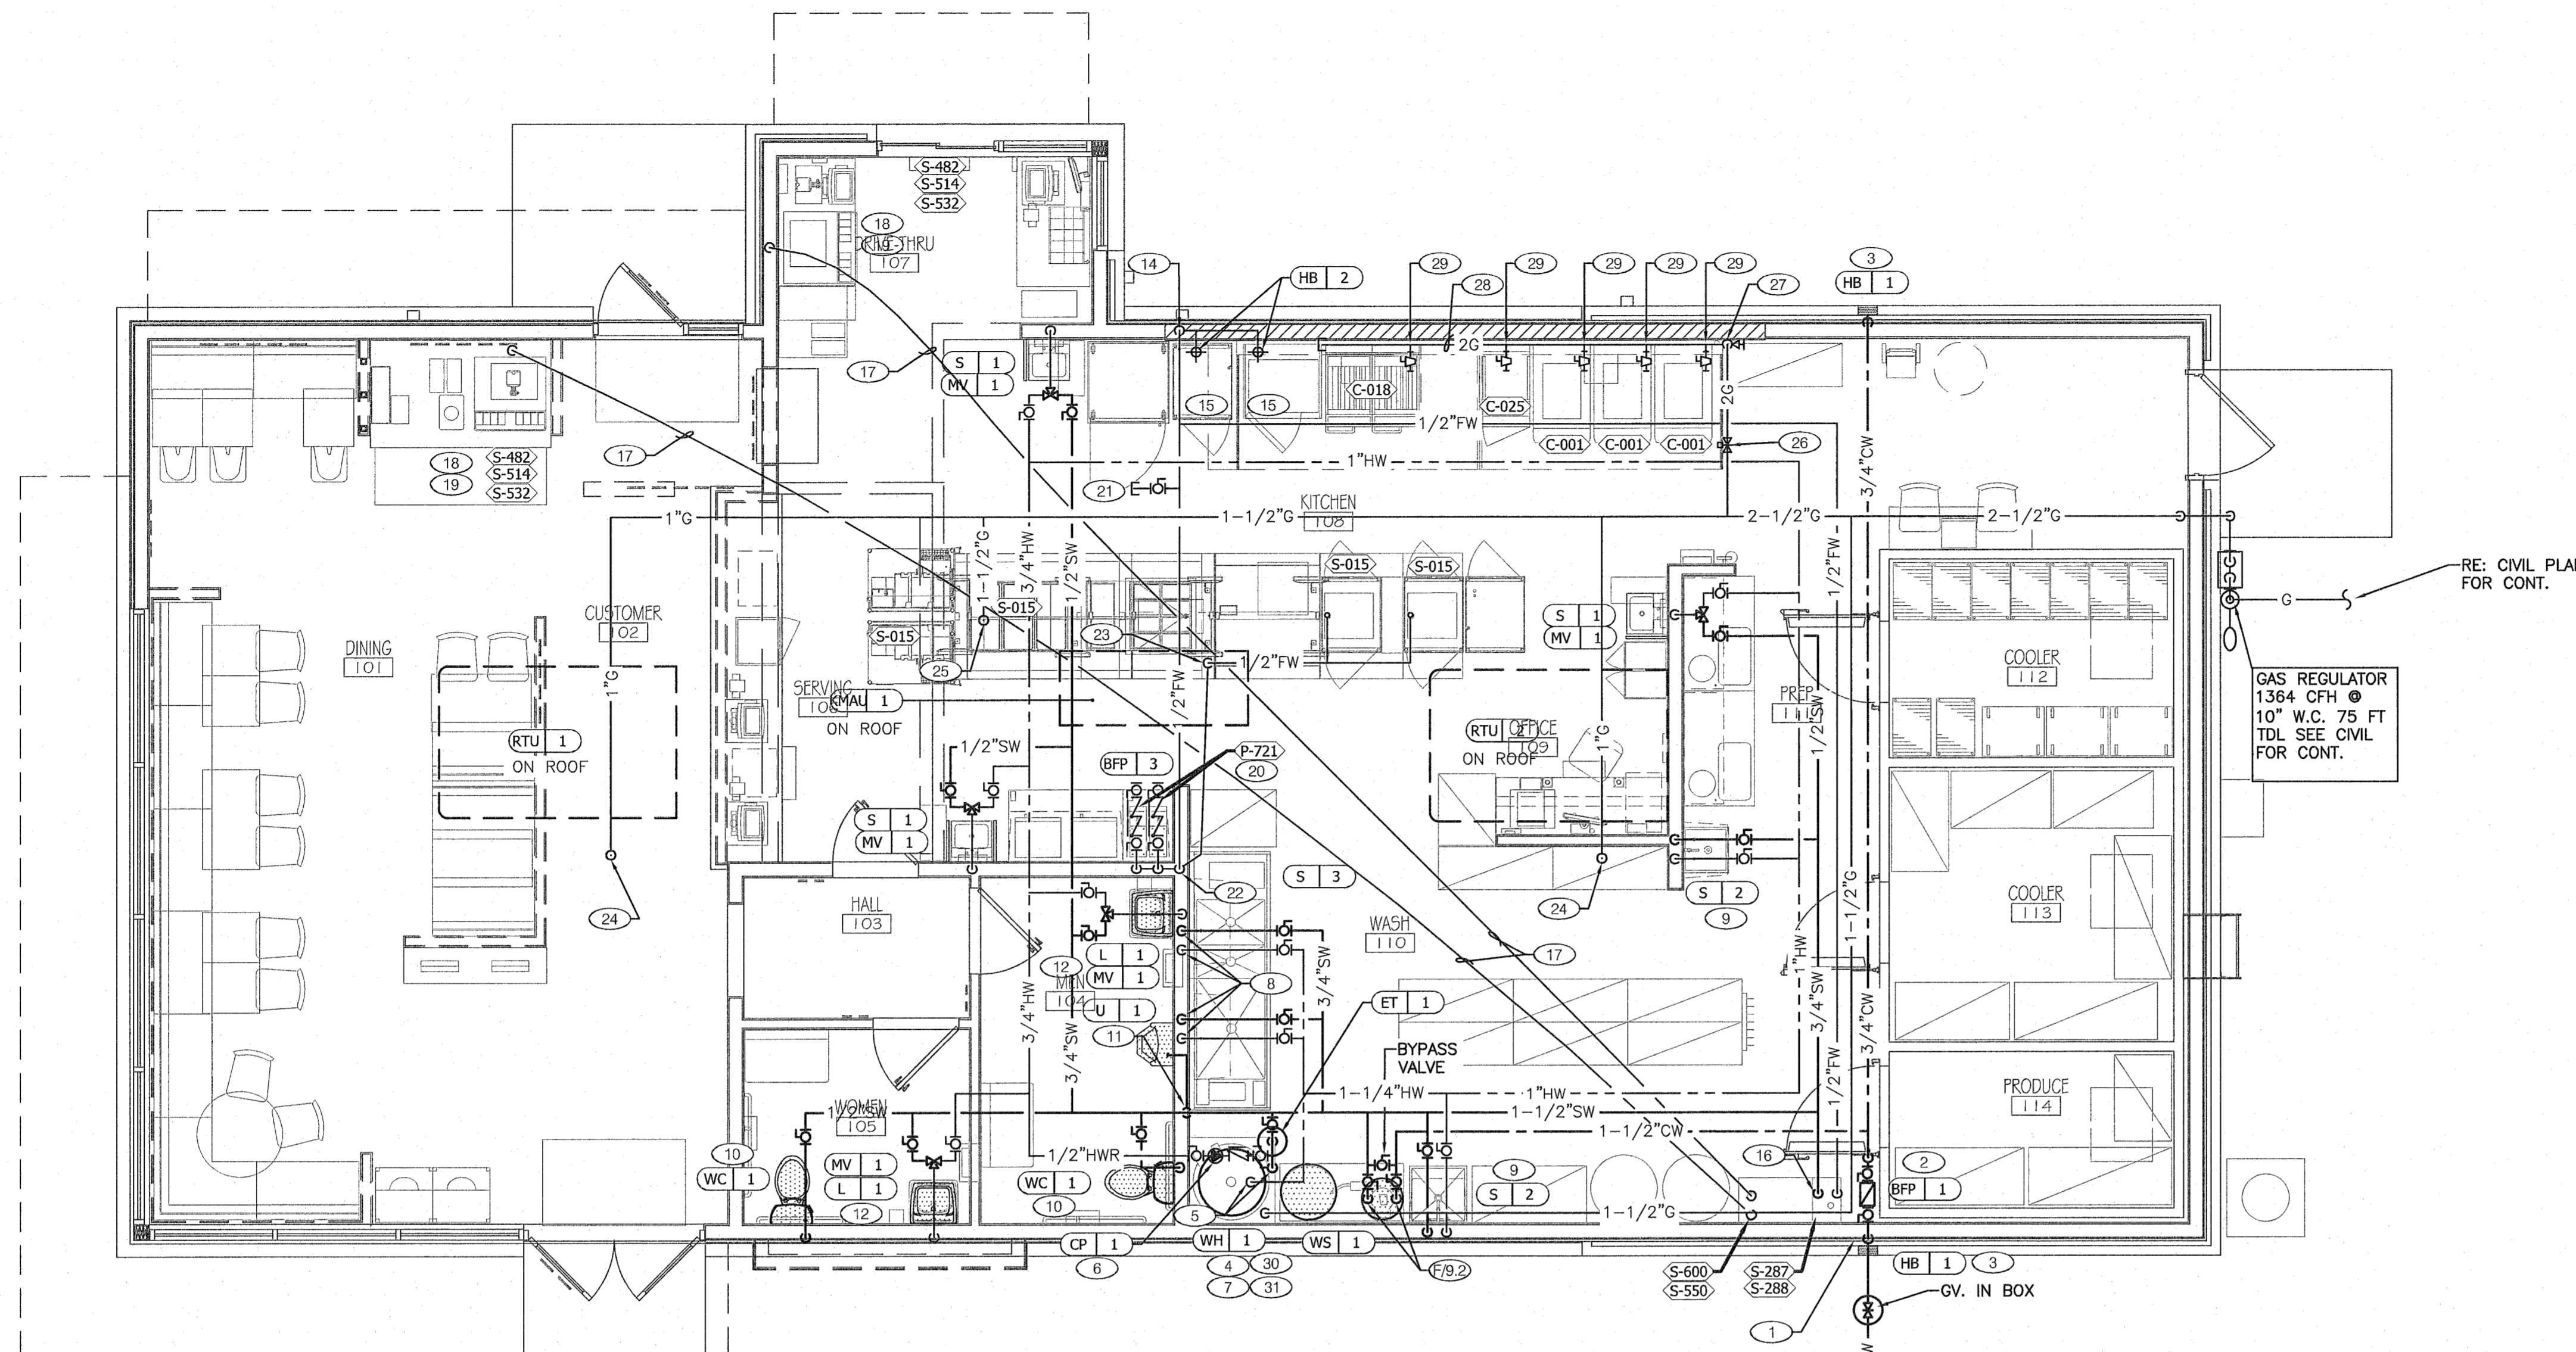 S-482
S-514
S-532
18
19
DRIVE-THRU
107
14
HB 2
29
29
29
29
29
28
27
3
HB 1
17
S 1
MV 1
2G
2G
C-018
C-025
C-001
C-001
C-001
15
15
1/2"FW
26
3/4"CW
17
18
19
S-482
S-514
S-532
1"HW
21
KITCHEN
108
1"G
1-1/2"G
2-1/2"G
2-1/2"G
1-1/2"G
3/4"HW
1/2"SW
1/2"FW
RE: CIVIL PLA
FOR CONT.
G
S-015
S-015
S-015
S-015
CUSTOMER
102
DINING
101
23
25
1/2"FW
1/2"FW
S 1
MV 1
PREP
111
1/2"SW
COOLER
112
GAS REGULATOR
1364 CFH @
10" W.C. 75 FT
TDL SEE CIVIL
FOR CONT.
1"G
SERVING
KMAU 1
ON ROOF
RTU 1
ON ROOF
RTU 2
OFFICE
109
ON ROOF
1"G
1/2"SW
BFP 3
P-721
20
S 1
MV 1
S 3
22
24
24
S 2
9
1-1/2"G
COOLER
113
HALL
103
WASH
110
17
L 1
MV 1
12
MEN
104
U 1
11
8
3/4"SW
ET 1
3/4"HW
3/4"SW
1"HW
3/4"SW
3/4"CW
1/2"FW
BYPASS
VALVE
PRODUCE
114
WOMEN
105
1/2"SW
1-1/4"HW
1"HW
1-1/2"SW
1-1/2"CW
1/2"HWR
10
WC 1
MV 1
L 1
12
WC 1
10
5
9
S 2
16
2
BFP 1
1-1/2"G
CP 1
6
WH 1
4
30
7
31
WS 1
F/9.2
S-600
S-550
S-287
S-288
HB 1
3
GV. IN BOX
1
W